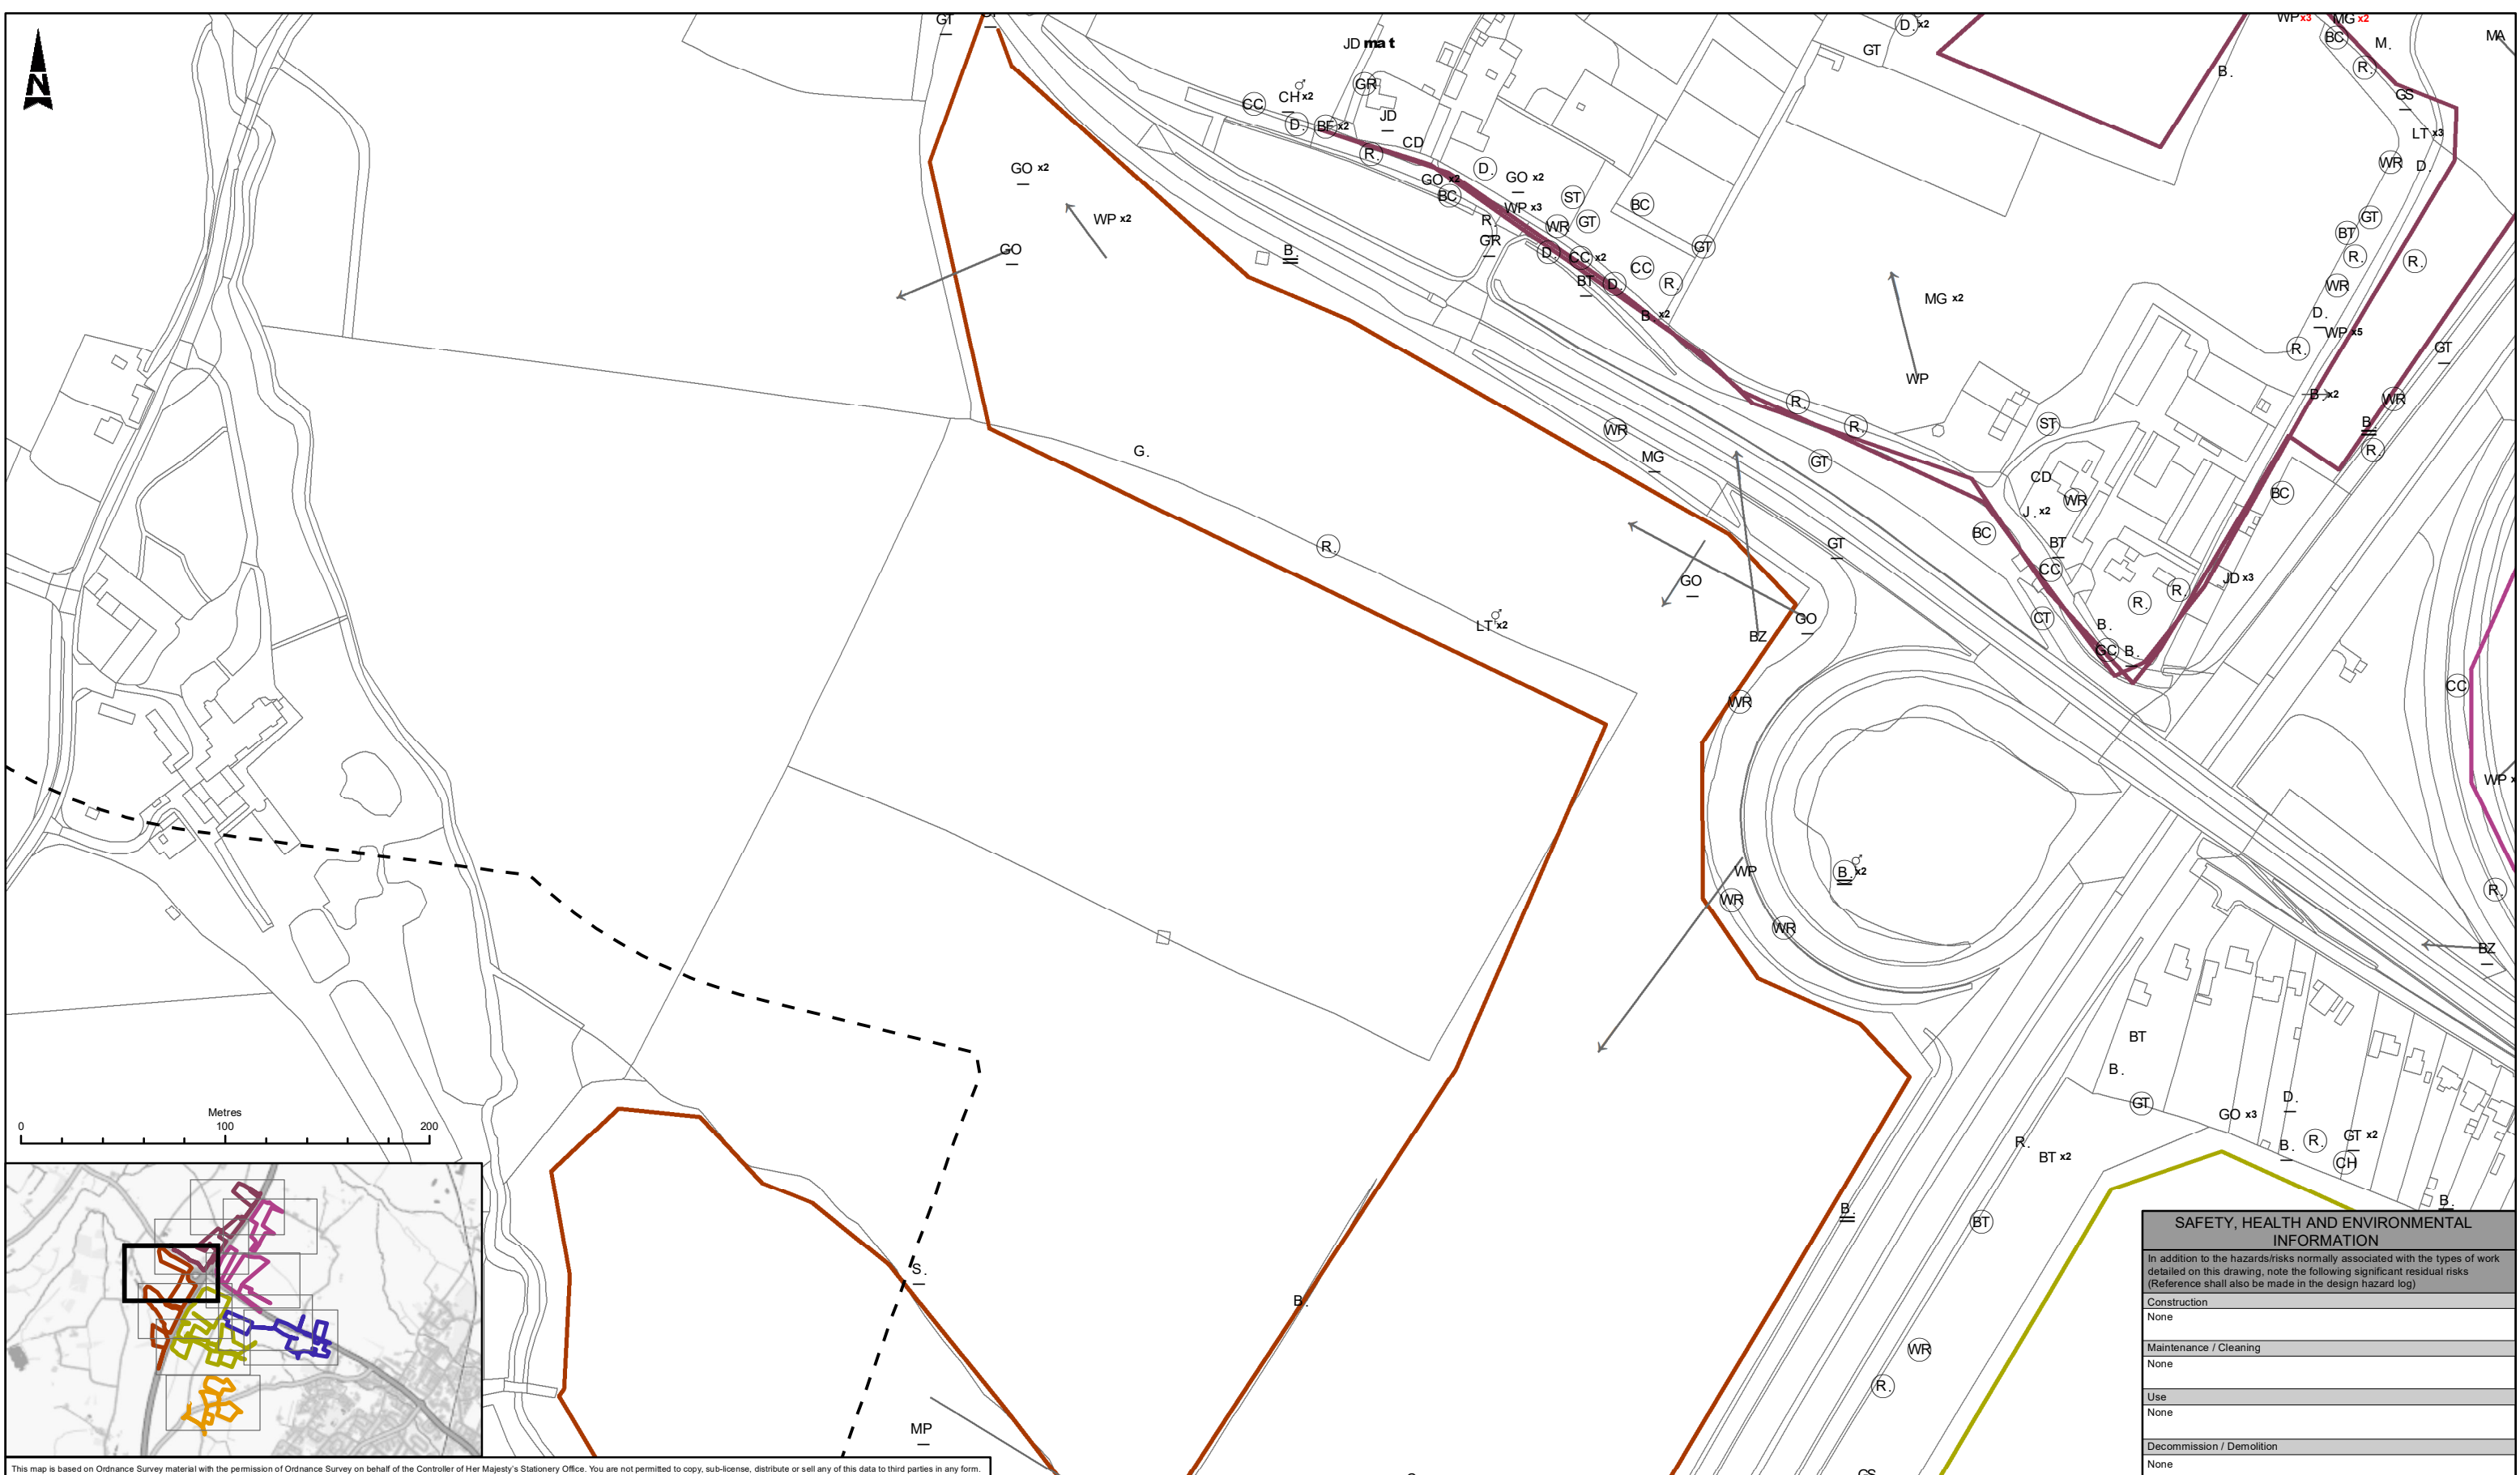 GT
D. x2
WPx3
MG x2
BC
M.
MA
JD mat
GT
R.
B.
GR
CH x2
CC
GS
D.
BF x2
JD
LT x3
CD
R.
WR
D.
GO x2
D.
GO x2
GO x2
BC
ST
BC
WP x3
GT
WP x2
R.
WR
GT
BT
GR
GT
GO
B.
D.
CC x2
R.
R.
CC
BT
D.
R.
WR
MG x2
B. x2
D.
WP x5
R.
GT
WP
B. x2
WR
R.
ST
B.
R.
WR
R.
G.
MG
GT
CD
BC
WR
J. x2
BC
R.
GT
BT
CC
GO
JD x3
R.
R.
LT x2
GO
CT
B.
BZ
GC
B.
CC
WR
WP x
WP
B. x2
R.
WR
WR
BZ
BT
B.
GT
D.
GO x3
Metres
0
100
200
R.
B.
R.
GT x2
BT x2
CH
B.
B.
BT
S.
B.
WR
R.
MP
GS
SAFETY, HEALTH AND ENVIRONMENTAL
INFORMATION
In addition to the hazards/risks normally associated with the types of work
detailed on this drawing, note the following significant residual risks
(Reference shall also be made in the design hazard log)
Construction
None
Maintenance / Cleaning
None
Use
None
Decommission / Demolition
None
N
This map is based on Ordnance Survey material with the permission of Ordnance Survey on behalf of the Controller of Her Majesty's Stationery Office. You are not permitted to copy, sub-license, distribute or sell any of this data to third parties in any form.